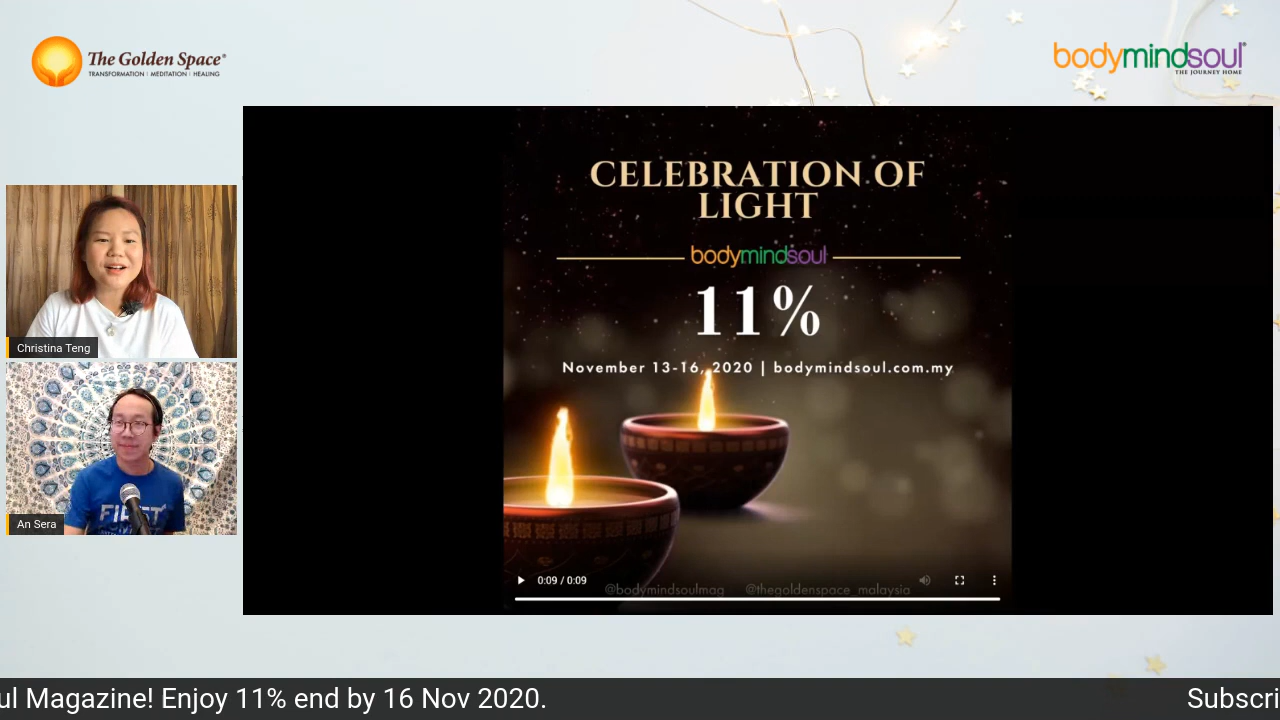 The Golden Space®
TRANSFORMATION | MEDITATION | HEALING
bodymindsoul®
THE JOURNEY HOME
Christina Teng
FIRST
An Sera
CELEBRATION OF
LIGHT
bodymindsoul
11%
November 13-16, 2020 | bodymindsoul.com.my
0:09 / 0:09
@bodymindsoulmag @thegoldenspace_malaysia
ul Magazine! Enjoy 11% end by 16 Nov 2020.
Subscri